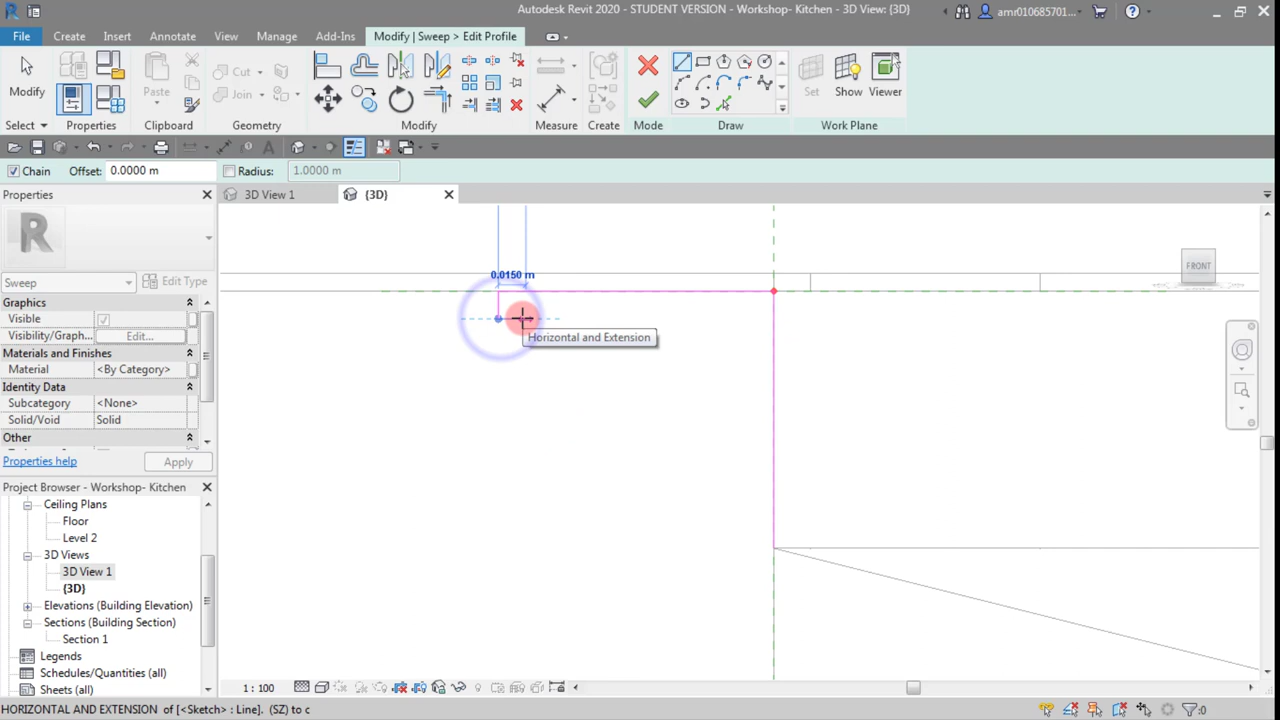 Autodesk Revit 2020 - STUDENT VERSION - Workshop- Kitchen - 3D View: {3D}
amr010685701...
File Create Insert Annotate View Manage Add-Ins Modify | Sweep > Edit Profile
Modify Paste Cut Join Set Show Viewer
Select Properties Clipboard Geometry Modify Measure Create Mode Draw Work Plane
Chain Offset: 0.0000 m Radius: 1.0000 m
Properties 3D View 1 {3D}
Sweep Edit Type
Graphics
Visible
Visibility/Graph... Edit...
Materials and Finishes
Material <By Category>
Identity Data
Subcategory <None>
Solid/Void Solid
Other
Properties help Apply
Project Browser - Workshop- Kitchen
Ceiling Plans
Floor
Level 2
3D Views
3D View 1
{3D}
Elevations (Building Elevation)
Sections (Building Section)
Section 1
Legends
Schedules/Quantities (all)
Sheets (all)
0.0150 m
Horizontal and Extension
FRONT
1 : 100
HORIZONTAL AND EXTENSION of [<Sketch> : Line]. (SZ) to c
:0